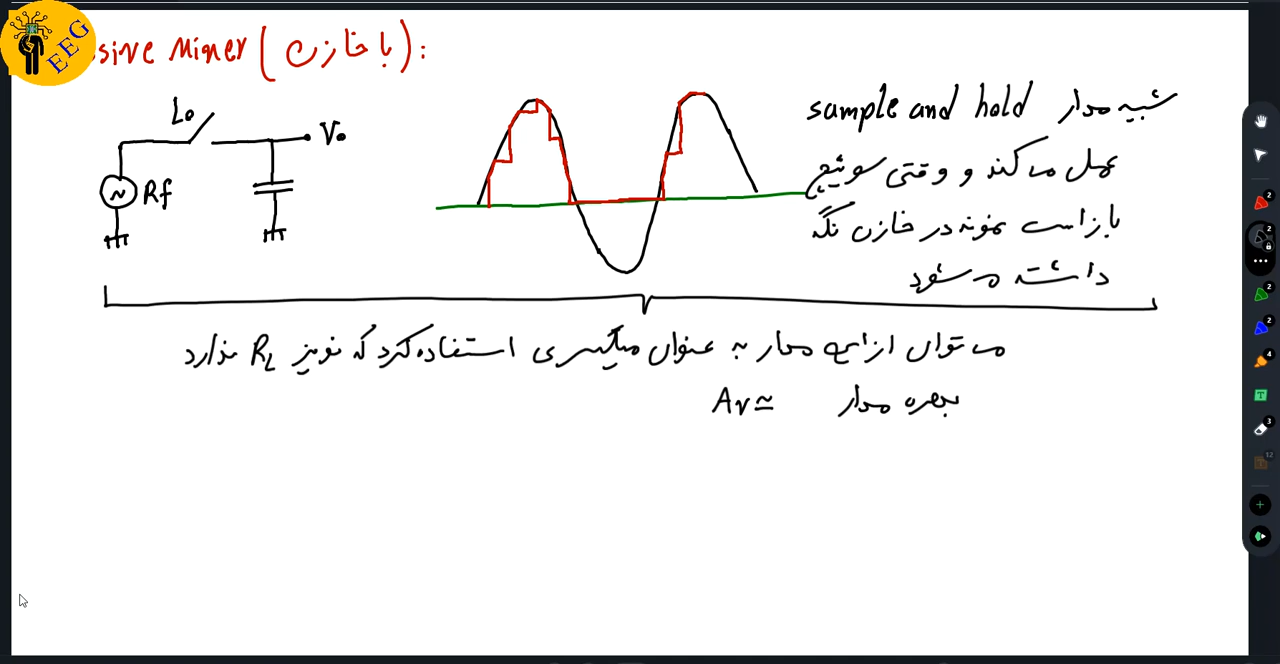 EEG
ssive Mixer (با خازن):
Lo
Vo
Rf
شبیه مدار sample and hold
عمل می کند و وقتی سوئیچ
باز است نمونه در خازن نگه
داشته می شود
می توان از این مدار به عنوان میکسری استفاده کرد که نویز RL ندارد
بهره مدار Av ≃